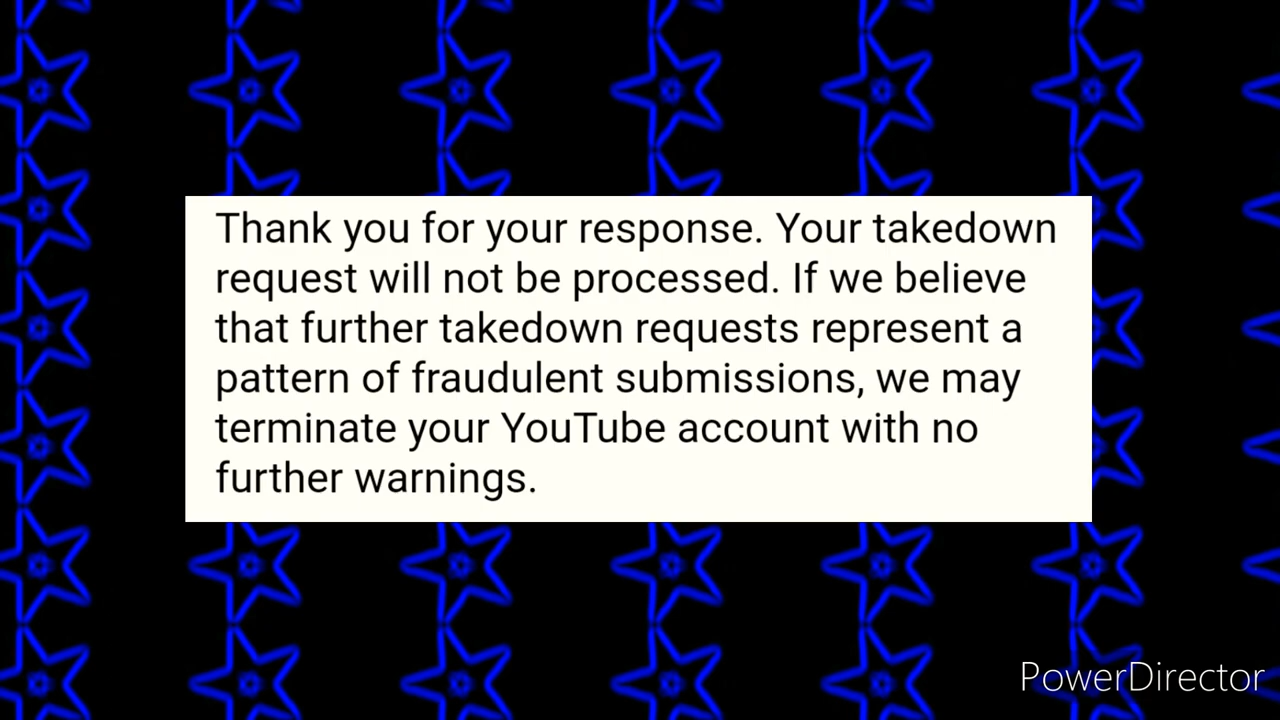 Thank you for your response. Your takedown
request will not be processed. If we believe
that further takedown requests represent a
pattern of fraudulent submissions, we may
terminate your YouTube account with no
further warnings.
PowerDirector